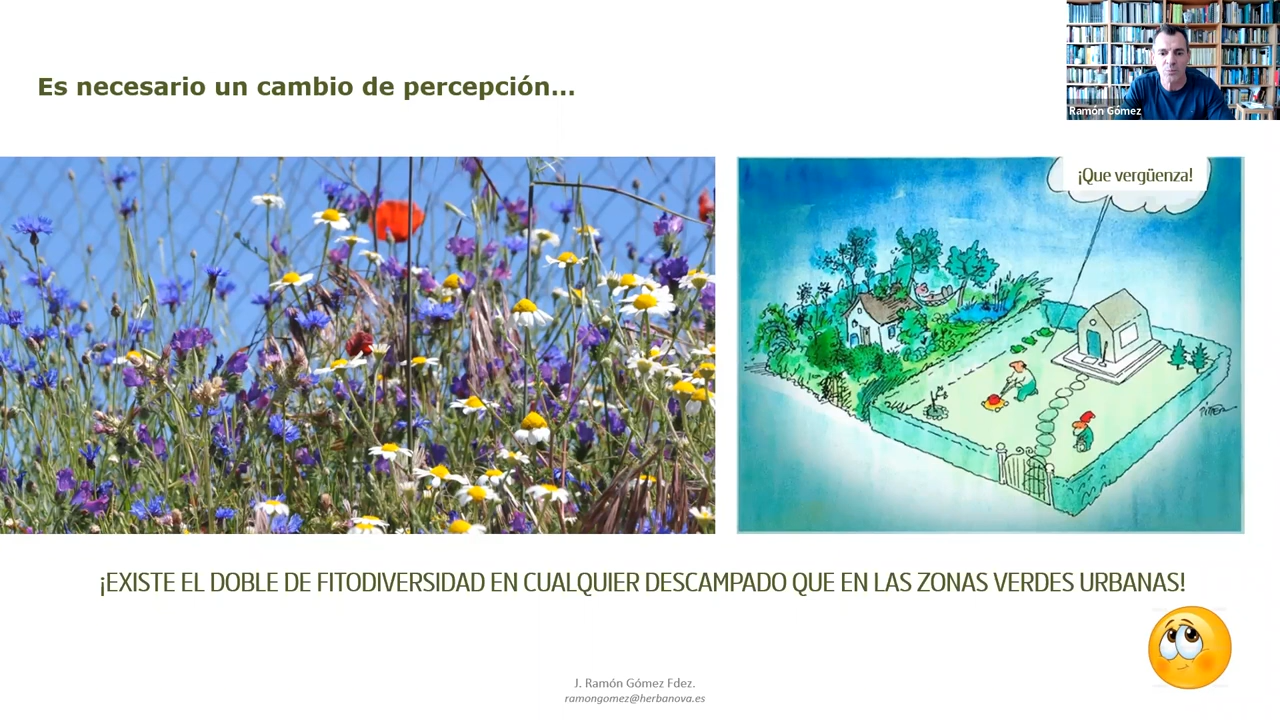 Es necesario un cambio de percepción...
Ramón Gómez
¡Que vergüenza!
¡EXISTE EL DOBLE DE FITODIVERSIDAD EN CUALQUIER DESCAMPADO QUE EN LAS ZONAS VERDES URBANAS!
J. Ramón Gómez Fdez.
ramongomez@herbanova.es